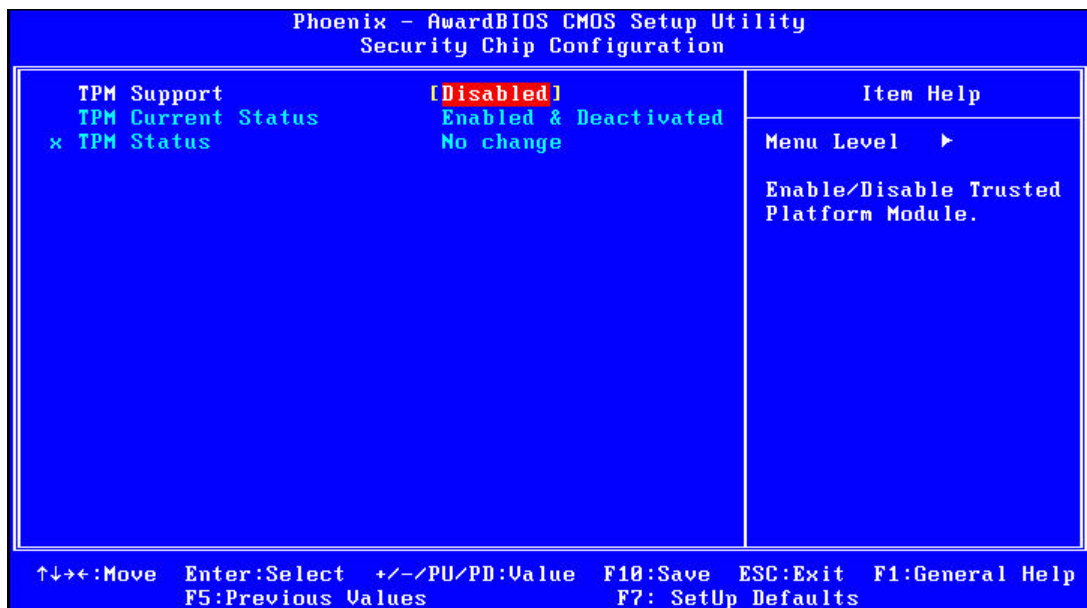 Phoenix - AwardBIOS CMOS Setup Utility
Security Chip Configuration
TPM Support [Disabled]
TPM Current Status Enabled & Deactivated
x TPM Status No change
Item Help
Menu Level ▶
Enable/Disable Trusted
Platform Module.
↑↓→←:Move Enter:Select +/-/PU/PD:Value F10:Save ESC:Exit F1:General Help
F5:Previous Values F7: SetUp Defaults